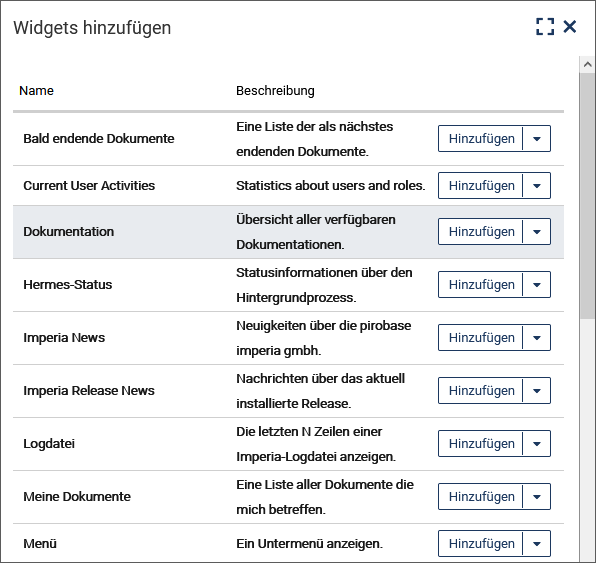 Widgets hinzufügen
Name Beschreibung
Bald endende Dokumente Eine Liste der als nächstes endenden Dokumente. Hinzufügen
Current User Activities Statistics about users and roles. Hinzufügen
Dokumentation Übersicht aller verfügbaren Dokumentationen. Hinzufügen
Hermes-Status Statusinformationen über den Hintergrundprozess. Hinzufügen
Imperia News Neuigkeiten über die pirobase imperia gmbh. Hinzufügen
Imperia Release News Nachrichten über das aktuell installierte Release. Hinzufügen
Logdatei Die letzten N Zeilen einer Imperia-Logdatei anzeigen. Hinzufügen
Meine Dokumente Eine Liste aller Dokumente die mich betreffen. Hinzufügen
Menü Ein Untermenü anzeigen. Hinzufügen